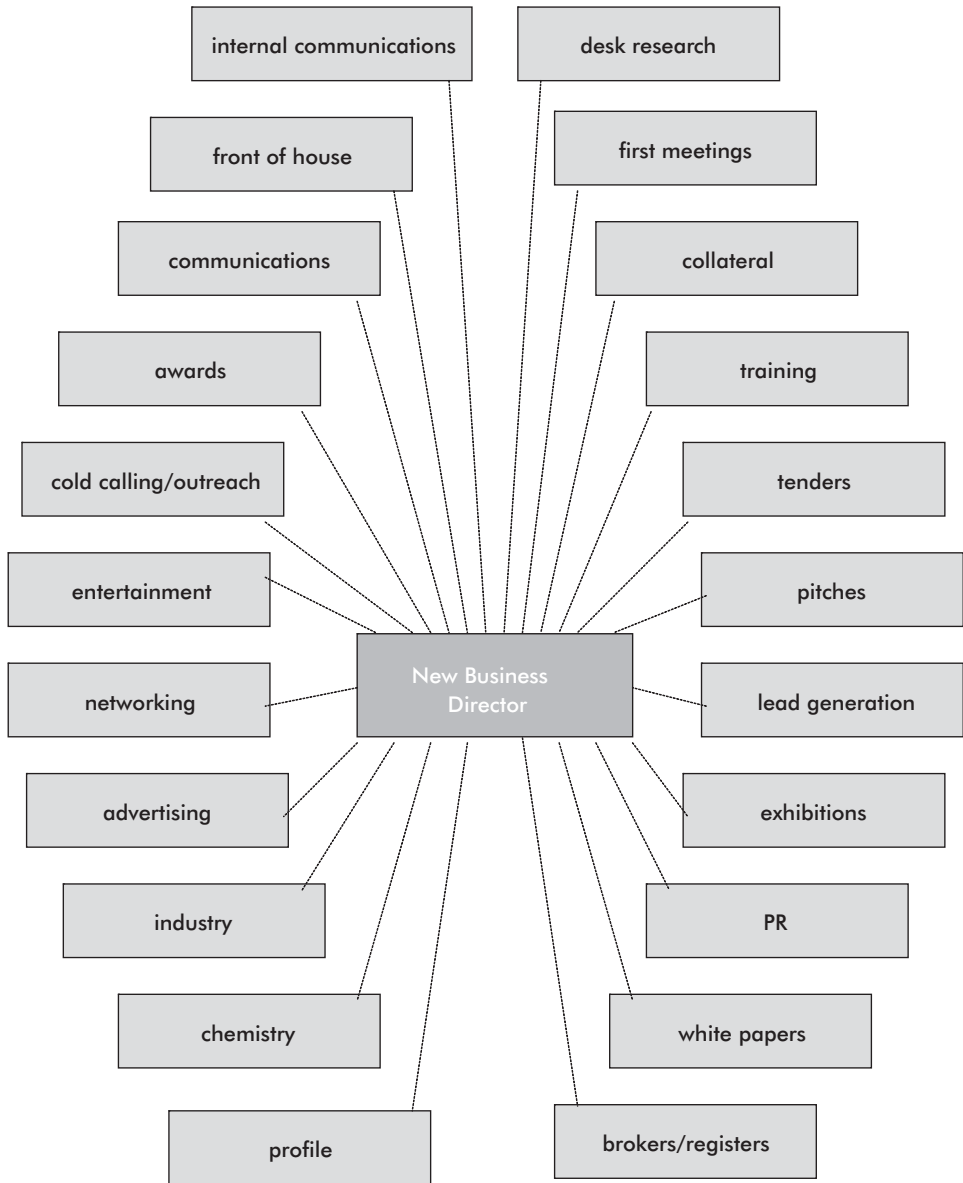 internal communications
desk research
front of house
first meetings
communications
collateral
awards
training
cold calling/outreach
tenders
entertainment
pitches
New Business
Director
networking
lead generation
advertising
exhibitions
industry
PR
chemistry
white papers
profile
brokers/registers